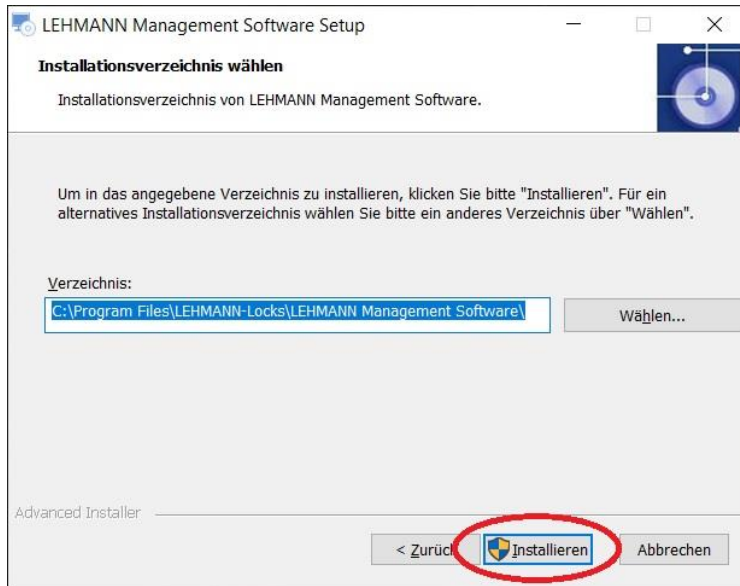 LEHMANN Management Software Setup
Installationsverzeichnis wählen
Installationsverzeichnis von LEHMANN Management Software.
Um in das angegebene Verzeichnis zu installieren, klicken Sie bitte "Installieren". Für ein
alternatives Installationsverzeichnis wählen Sie bitte ein anderes Verzeichnis über "Wählen".
Verzeichnis:
C:\Program Files\LEHMANN-Locks\LEHMANN Management Software\
Wählen...
Advanced Installer
< Zurück
Installieren
Abbrechen